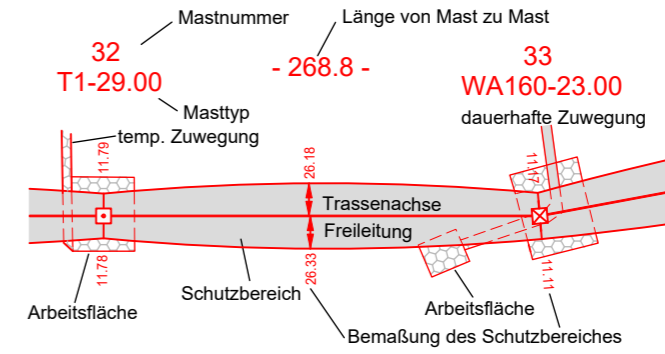 Mastnummer
Länge von Mast zu Mast
32
T1-29.00
- 268.8 -
33
WA160-23.00
Masttyp
temp. Zuwegung
dauerhafte Zuwegung
11.79
26.18
11.17
Trassenachse
Freileitung
11.78
26.33
11.11
Schutzbereich
Arbeitsfläche
Arbeitsfläche
Bemaßung des Schutzbereiches